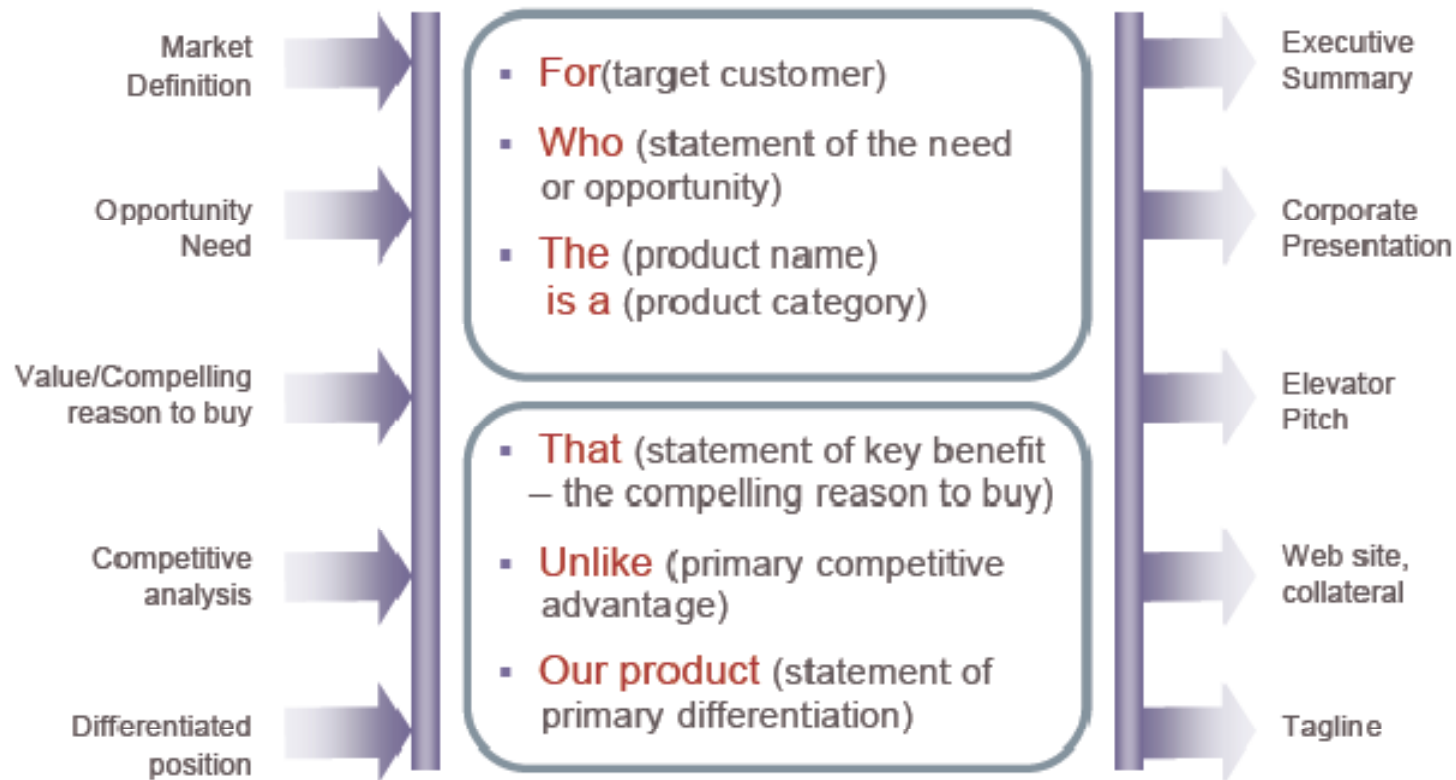 Market
Definition
Opportunity
Need
Value/Compelling
reason to buy
Competitive
analysis
Differentiated
position
▪ For(target customer)
▪ Who (statement of the need
or opportunity)
▪ The (product name)
is a (product category)
▪ That (statement of key benefit
– the compelling reason to buy)
▪ Unlike (primary competitive
advantage)
▪ Our product (statement of
primary differentiation)
Executive
Summary
Corporate
Presentation
Elevator
Pitch
Web site,
collateral
Tagline